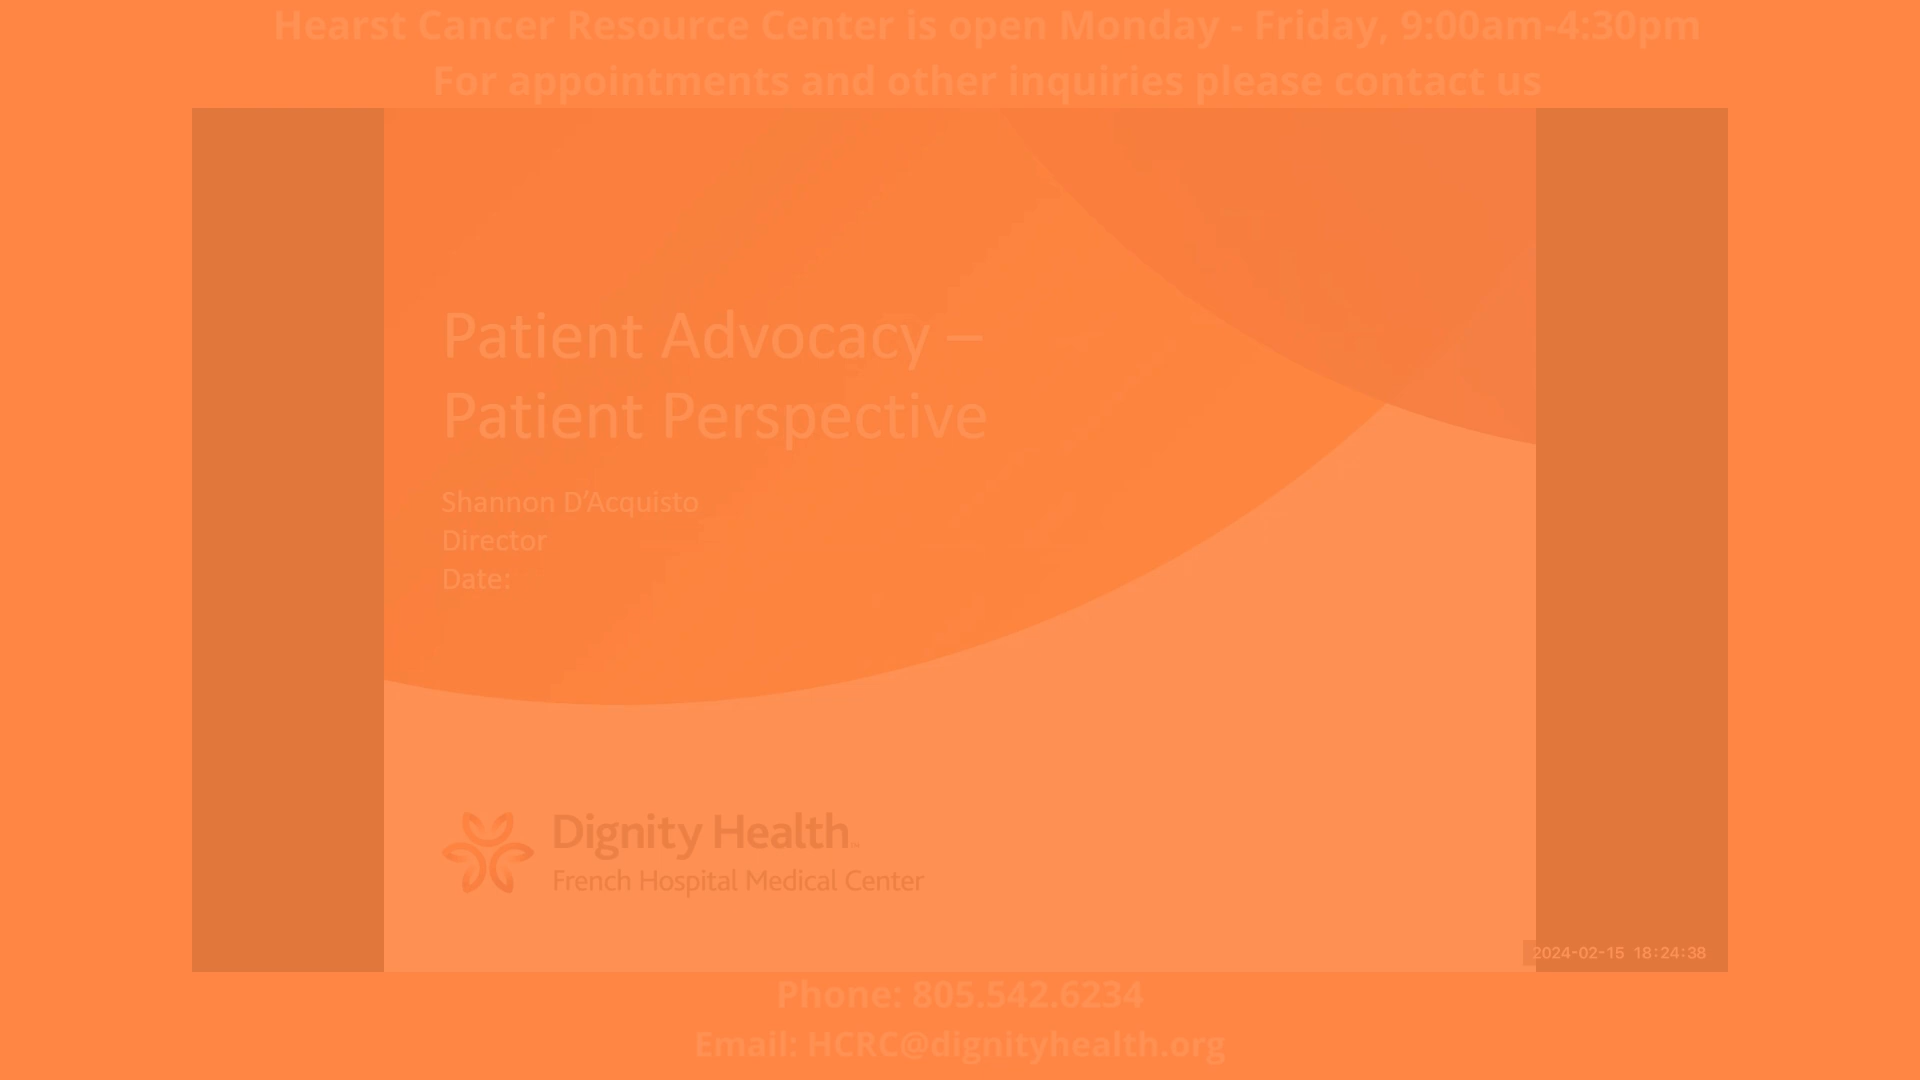 Hearst Cancer Resource Center is open Monday - Friday, 9:00am-4:30pm
For appointments and other inquiries please contact us
Patient Advocacy –
Patient Perspective
Shannon D’Acquisto
Director
Date:
Dignity Health
French Hospital Medical Center
2024-02-15 18:24:38
Phone: 805.542.6234
Email: HCRC@dignityhealth.org